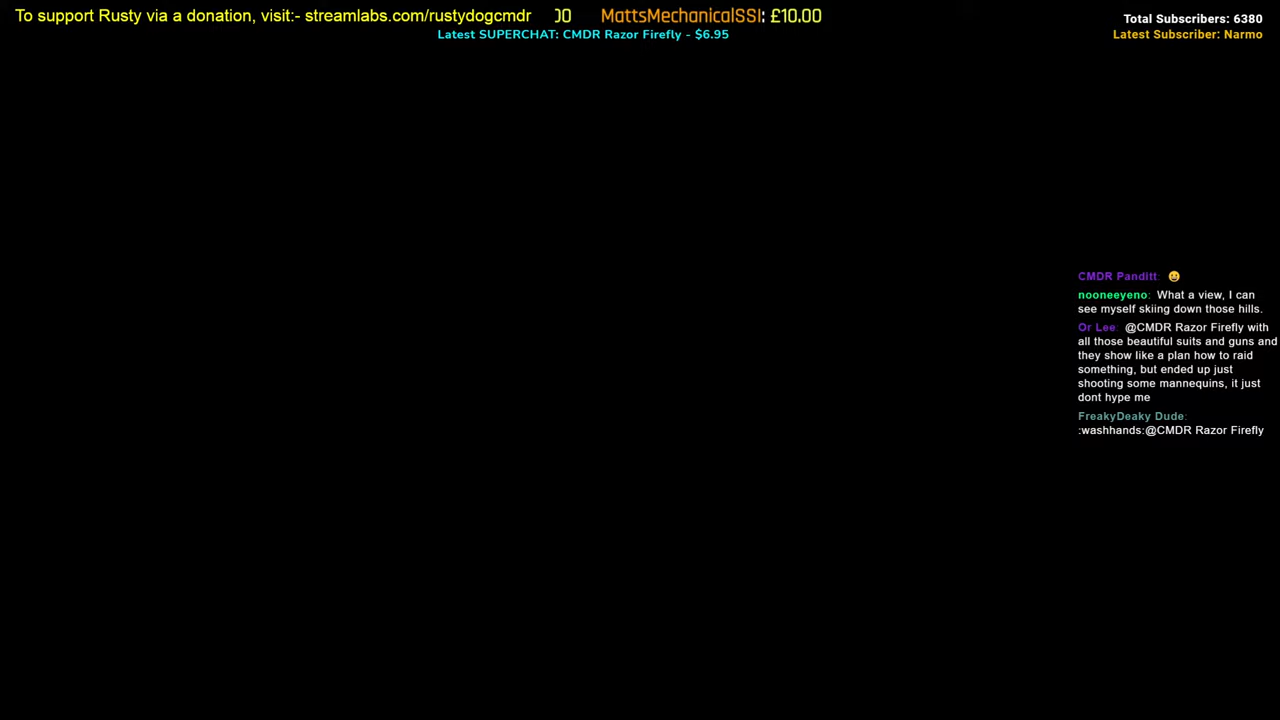 To support Rusty via a donation, visit:- streamlabs.com/rustydogcmdr
00 MattsMechanicalSSI: £10.00
Total Subscribers: 6380
Latest SUPERCHAT: CMDR Razor Firefly - $6.95
Latest Subscriber: Narmo
CMDR Panditt: 😀
nooneeyeno: What a view, I can
see myself skiing down those hills.
Or Lee: @CMDR Razor Firefly with
all those beautiful suits and guns and
they show like a plan how to raid
something, but ended up just
shooting some mannequins, it just
dont hype me
FreakyDeaky Dude:
:washhands:@CMDR Razor Firefly